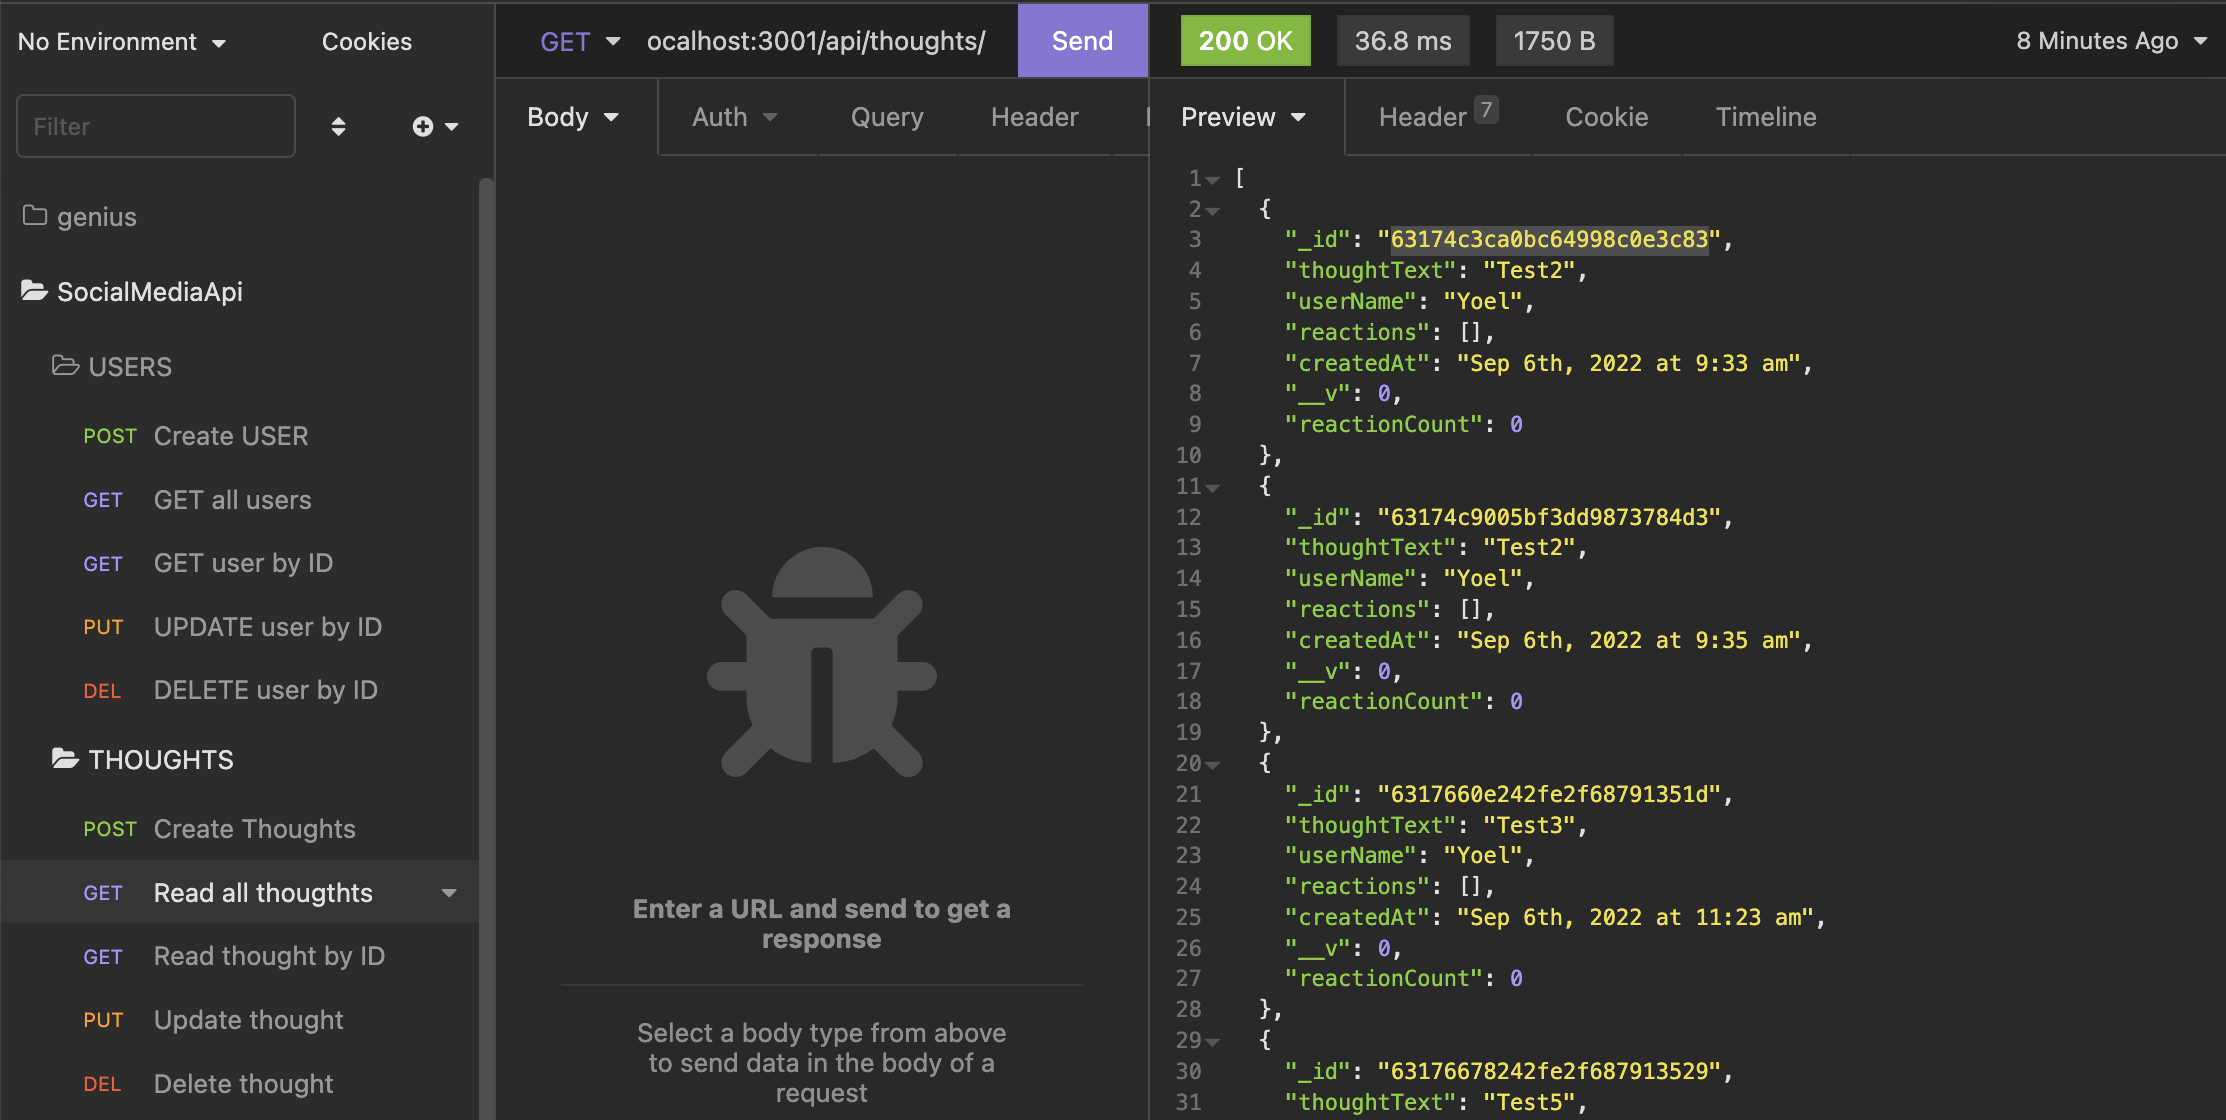 No Environment
Cookies
Filter
genius
SocialMediaApi
USERS
POST Create USER
GET GET all users
GET GET user by ID
PUT UPDATE user by ID
DEL DELETE user by ID
THOUGHTS
POST Create Thoughts
GET Read all thougthts
GET Read thought by ID
PUT Update thought
DEL Delete thought
GET ocalhost:3001/api/thoughts/ Send
Body Auth Query Header
Enter a URL and send to get a
response
Select a body type from above
to send data in the body of a
request
200 OK 36.8 ms 1750 B 8 Minutes Ago
Preview Header 7 Cookie Timeline
1 [
2 {
3 "_id": "63174c3ca0bc64998c0e3c83",
4 "thoughtText": "Test2",
5 "userName": "Yoel",
6 "reactions": [],
7 "createdAt": "Sep 6th, 2022 at 9:33 am",
8 "__v": 0,
9 "reactionCount": 0
10 },
11 {
12 "_id": "63174c9005bf3dd9873784d3",
13 "thoughtText": "Test2",
14 "userName": "Yoel",
15 "reactions": [],
16 "createdAt": "Sep 6th, 2022 at 9:35 am",
17 "__v": 0,
18 "reactionCount": 0
19 },
20 {
21 "_id": "6317660e242fe2f68791351d",
22 "thoughtText": "Test3",
23 "userName": "Yoel",
24 "reactions": [],
25 "createdAt": "Sep 6th, 2022 at 11:23 am",
26 "__v": 0,
27 "reactionCount": 0
28 },
29 {
30 "_id": "63176678242fe2f687913529",
31 "thoughtText": "Test5",